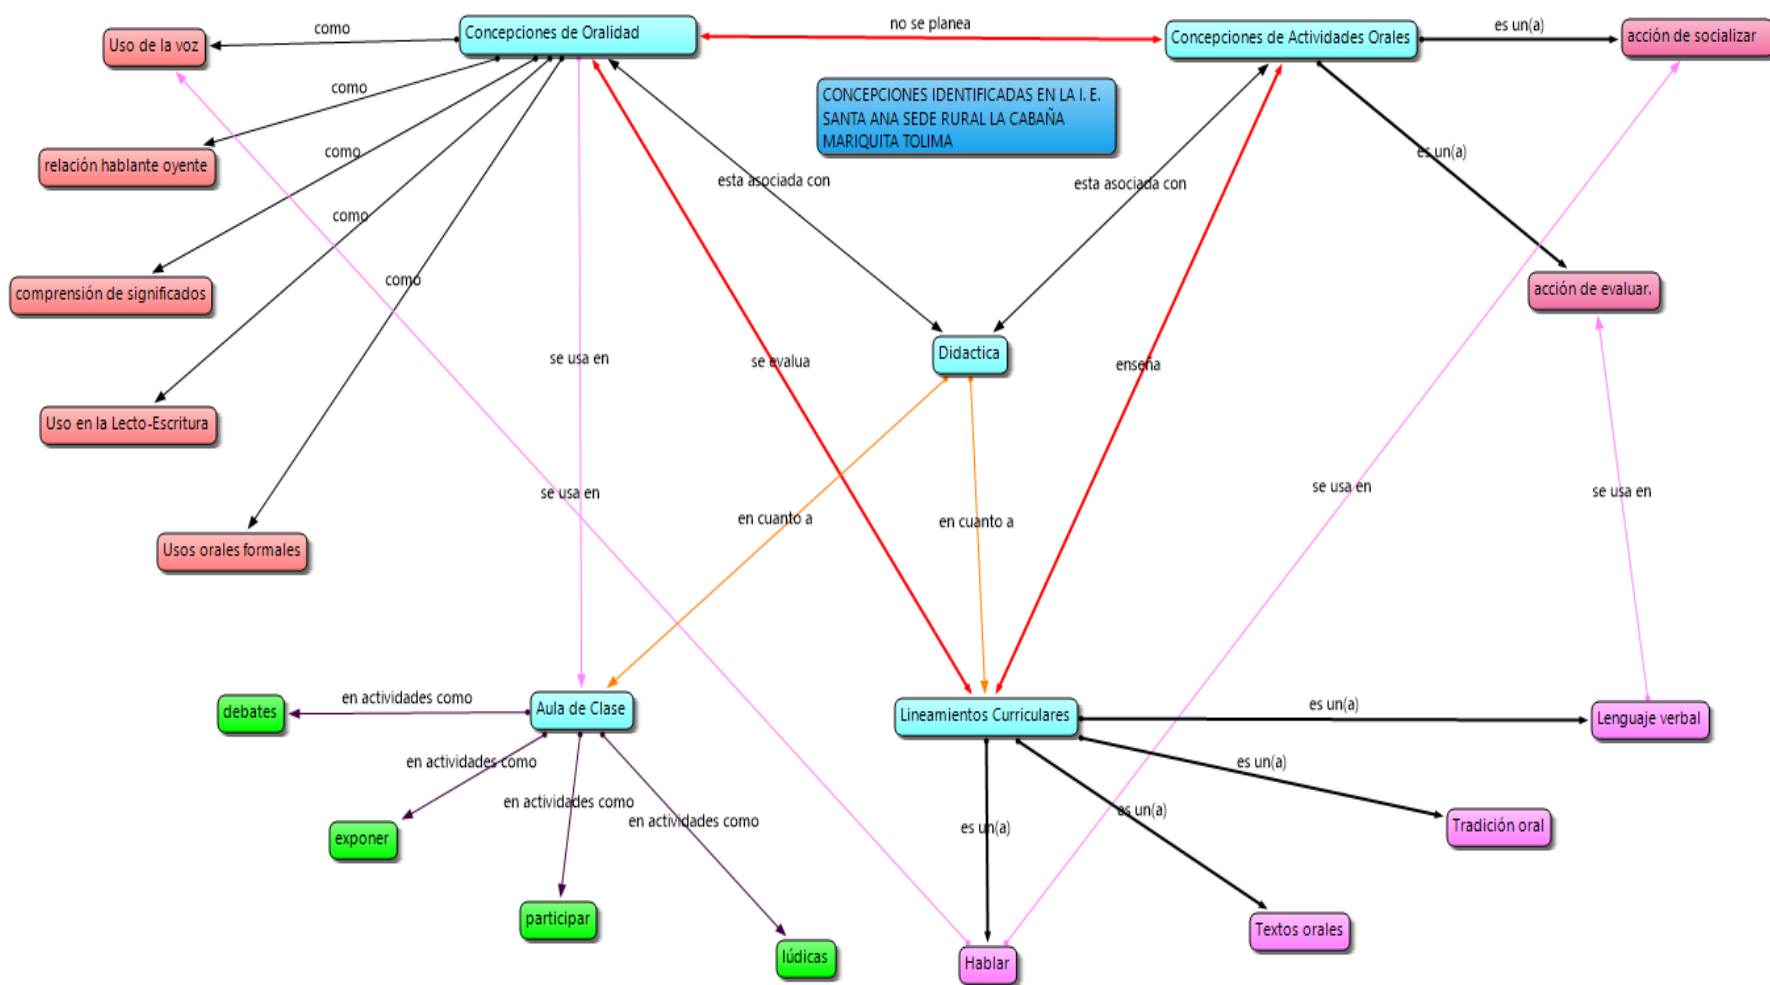 Uso de la voz
como
Concepciones de Oralidad
no se planea
Concepciones de Actividades Orales
es un(a)
acción de socializar
CONCEPCIONES IDENTIFICADAS EN LA I. E.
SANTA ANA SEDE RURAL LA CABAÑA
MARIQUITA TOLIMA
como
relación hablante oyente
como
esta asociada con
esta asociada con
es un(a)
como
comprensión de significados
como
acción de evaluar.
se usa en
se evalua
Didactica
enseña
Uso en la Lecto-Escritura
se usa en
en cuanto a
en cuanto a
se usa en
se usa en
Usos orales formales
debates
en actividades como
Aula de Clase
Lineamientos Curriculares
es un(a)
Lenguaje verbal
en actividades como
es un(a)
exponer
en actividades como
en actividades como
es un(a)
es un(a)
Tradición oral
participar
lúdicas
Hablar
Textos orales